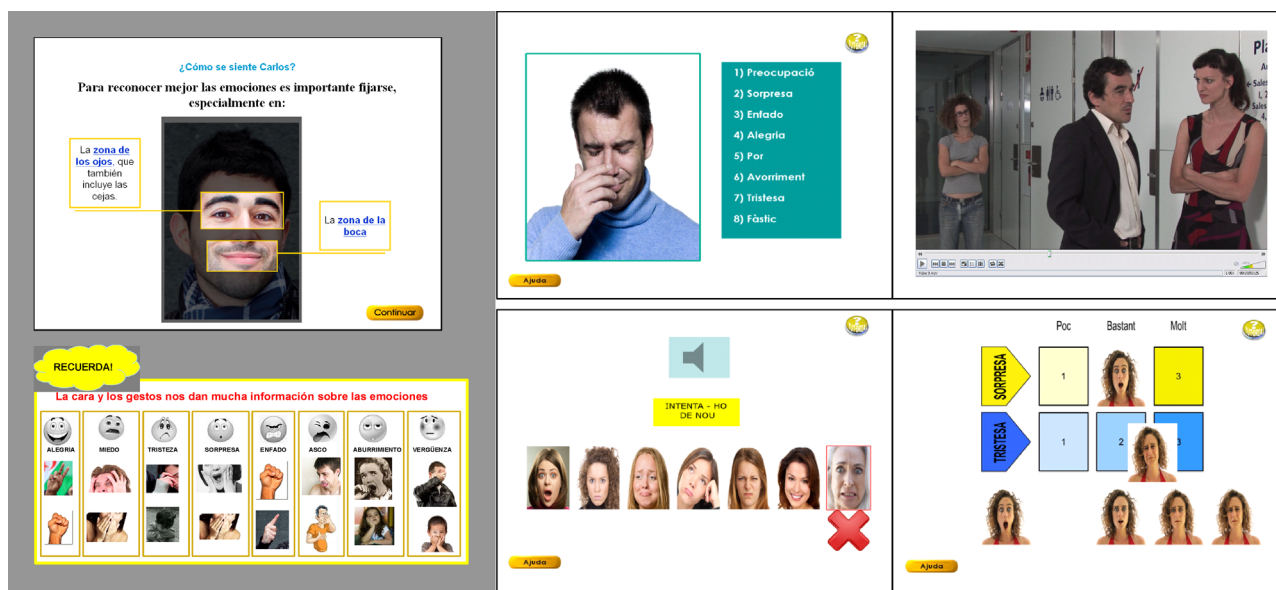 ¿Cómo se siente Carlos?
Para reconocer mejor las emociones es importante fijarse,
especialmente en:
La zona de
los ojos, que
también
incluye las
cejas.
La zona de la
boca
Continuar
RECUERDA!
La cara y los gestos nos dan mucha información sobre las emociones
ALEGRIA
MIEDO
TRISTEZA
SORPRESA
ENFADO
ASCO
ABURRIMIENTO
VERGÜENZA
1) Preocupació
2) Sorpresa
3) Enfado
4) Alegria
5) Por
6) Avorriment
7) Tristesa
8) Fàstic
Ajuda
INTENTA - HO
DE NOU
Ajuda
Poc Bastant Molt
SORPRESA
1
3
TRISTESA
1
2
3
Ajuda